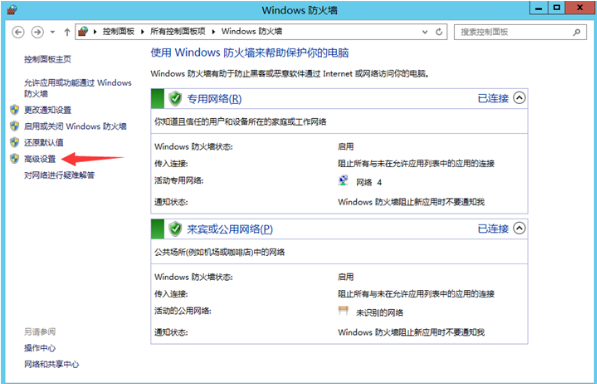 Windows 防火墙
控制面板 ▸ 所有控制面板项 ▸ Windows 防火墙
搜索控制面板
控制面板主页
允许应用或功能通过 Windows
防火墙
更改通知设置
启用或关闭 Windows 防火墙
还原默认值
高级设置
对网络进行疑难解答
另请参阅
操作中心
网络和共享中心
使用 Windows 防火墙来帮助保护你的电脑
Windows 防火墙有助于防止黑客或恶意软件通过 Internet 或网络访问你的电脑。
专用网络(R) 已连接
你知道且信任的用户和设备所在的家庭或工作网络
Windows 防火墙状态: 启用
传入连接: 阻止所有与未在允许应用列表中的应用的连接
活动专用网络: 网络 4
通知状态: Windows 防火墙阻止新应用时不要通知我
来宾或公用网络(P) 已连接
公共场所(例如机场或咖啡店)中的网络
Windows 防火墙状态: 启用
传入连接: 阻止所有与未在允许应用列表中的应用的连接
活动的公用网络: 未识别的网络
通知状态: Windows 防火墙阻止新应用时不要通知我